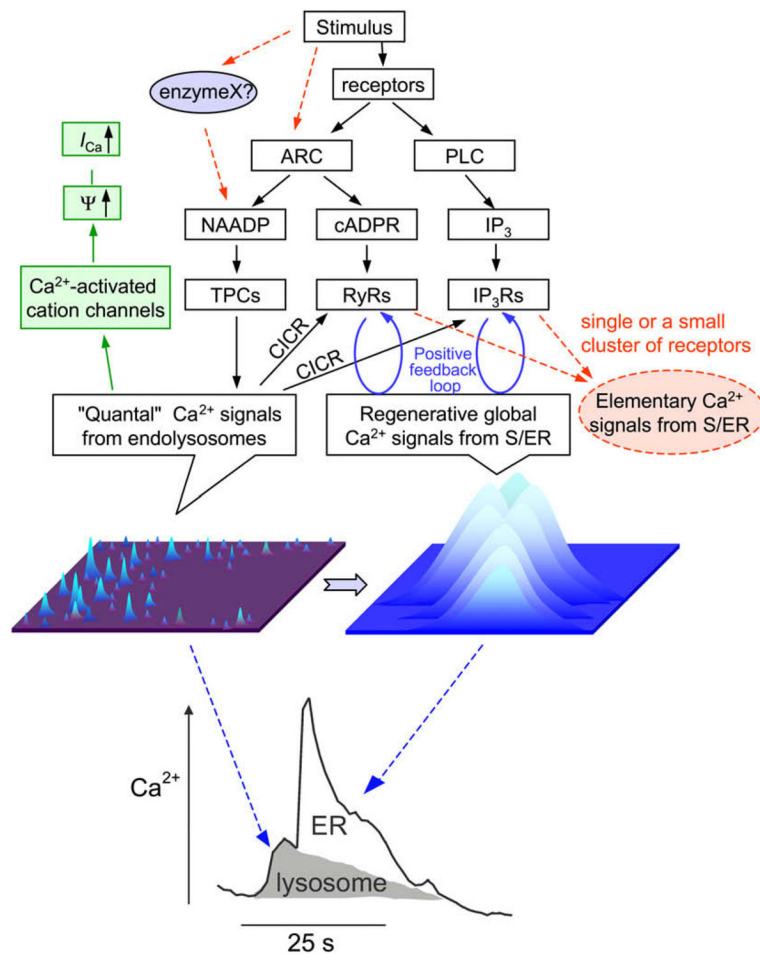 Stimulus
enzymeX?
receptors
I_Ca
ARC
PLC
Ψ
NAADP
cADPR
IP₃
Ca²⁺-activated
cation channels
TPCs
RyRs
IP₃Rs
CICR
CICR
Positive
feedback
loop
single or a small
cluster of receptors
"Quantal" Ca²⁺ signals
from endolysosomes
Regenerative global
Ca²⁺ signals from S/ER
Elementary Ca²⁺
signals from S/ER
Ca²⁺
ER
lysosome
25 s